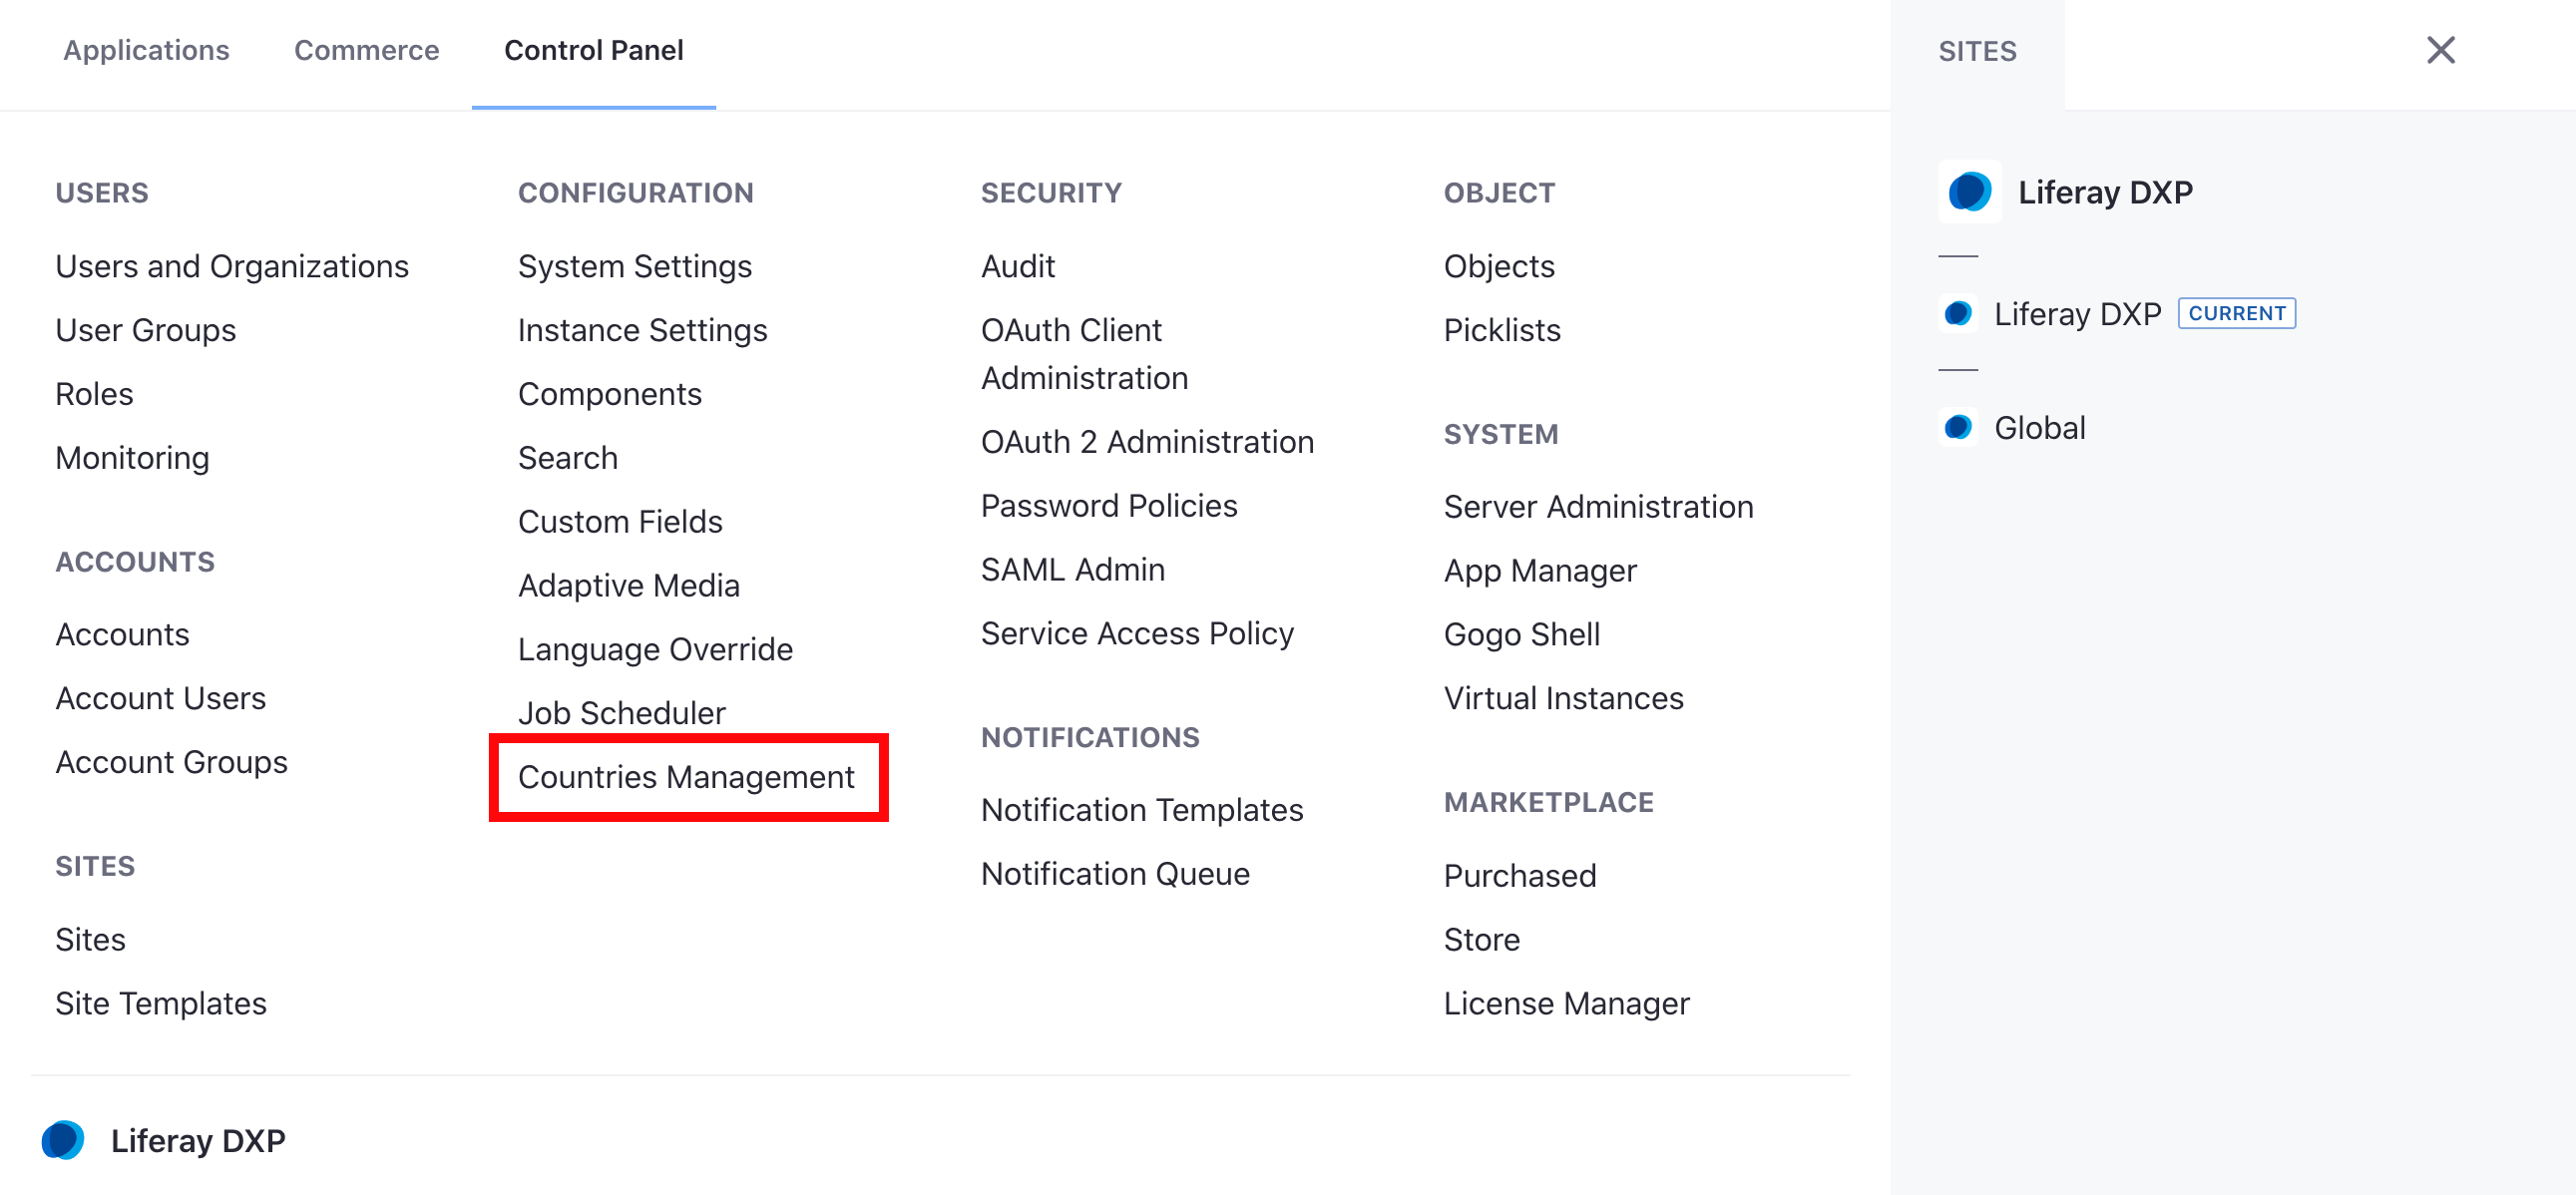 Applications
Commerce
Control Panel
SITES
USERS
Users and Organizations
User Groups
Roles
Monitoring
ACCOUNTS
Accounts
Account Users
Account Groups
SITES
Sites
Site Templates
CONFIGURATION
System Settings
Instance Settings
Components
Search
Custom Fields
Adaptive Media
Language Override
Job Scheduler
Countries Management
SECURITY
Audit
OAuth Client
Administration
OAuth 2 Administration
Password Policies
SAML Admin
Service Access Policy
NOTIFICATIONS
Notification Templates
Notification Queue
OBJECT
Objects
Picklists
SYSTEM
Server Administration
App Manager
Gogo Shell
Virtual Instances
MARKETPLACE
Purchased
Store
License Manager
Liferay DXP
Liferay DXP CURRENT
Global
Liferay DXP